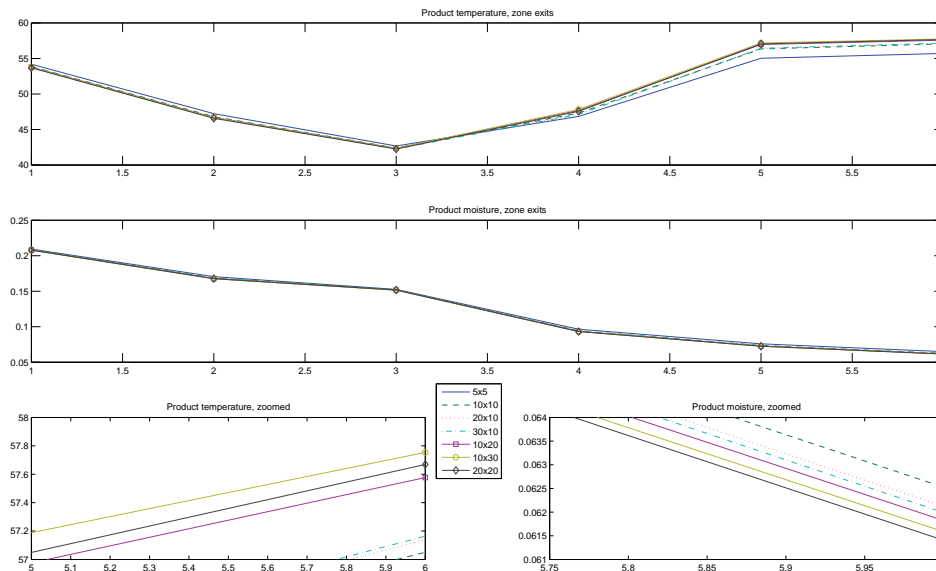 Product temperature, zone exits
60
55
50
45
40
1 1.5 2 2.5 3 3.5 4 4.5 5 5.5
Product moisture, zone exits
0.25
0.2
0.15
0.1
0.05
1 1.5 2 2.5 3 3.5 4 4.5 5 5.5
Product temperature, zoomed
58
57.8
57.6
57.4
57.2
57
5 5.1 5.2 5.3 5.4 5.5 5.6 5.7 5.8 5.9 6
5x5
10x10
20x10
30x10
10x20
10x30
20x20
Product moisture, zoomed
0.064
0.0635
0.063
0.0625
0.062
0.0615
0.061
5.75 5.8 5.85 5.9 5.95